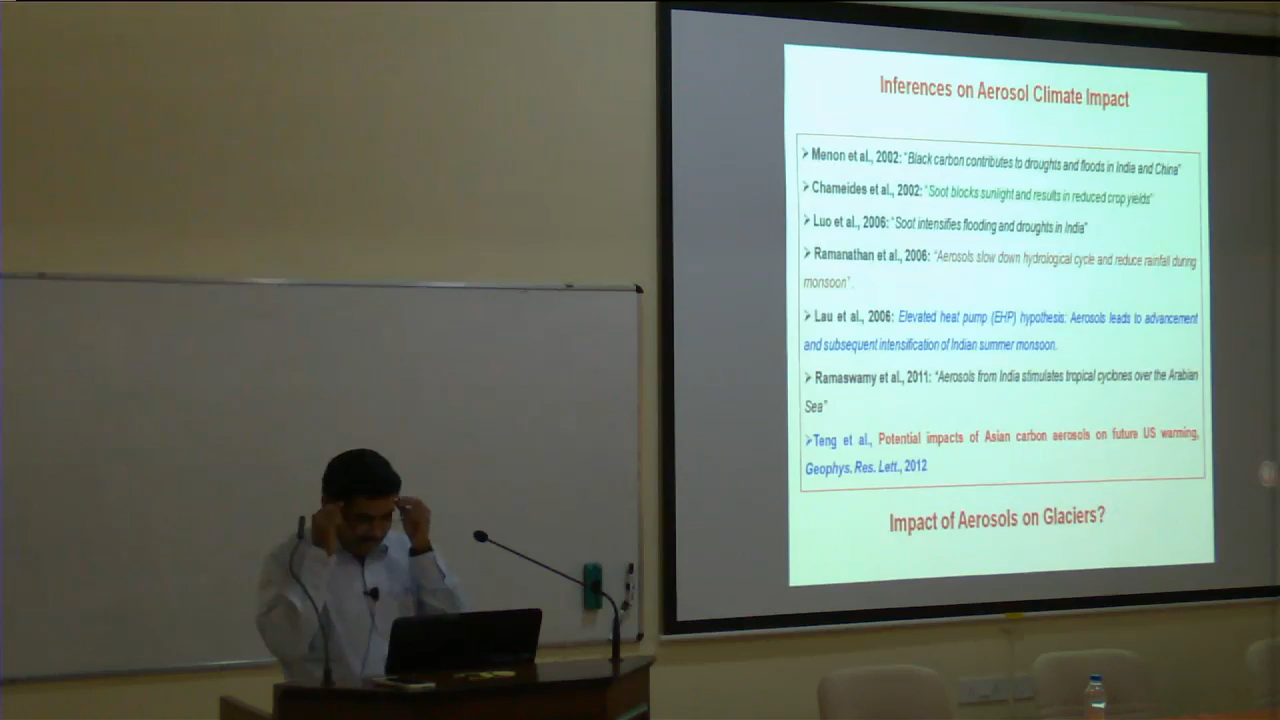 Inferences on Aerosol Climate Impact
➢ Menon et al., 2002: "Black carbon contributes to droughts and floods in India and China"
➢ Chameides et al., 2002: "Soot blocks sunlight and results in reduced crop yields"
➢ Luo et al., 2006: "Soot intensifies flooding and droughts in India"
➢ Ramanathan et al., 2006: "Aerosols slow down hydrological cycle and reduce rainfall during
monsoon".
➢ Lau et al., 2006: Elevated heat pump (EHP) hypothesis: Aerosols leads to advancement
and subsequent intensification of Indian summer monsoon.
➢ Ramaswamy et al., 2011: "Aerosols from India stimulates tropical cyclones over the Arabian
Sea"
➢Teng et al., Potential impacts of Asian carbon aerosols on future US warming,
Geophys. Res. Lett., 2012
Impact of Aerosols on Glaciers?